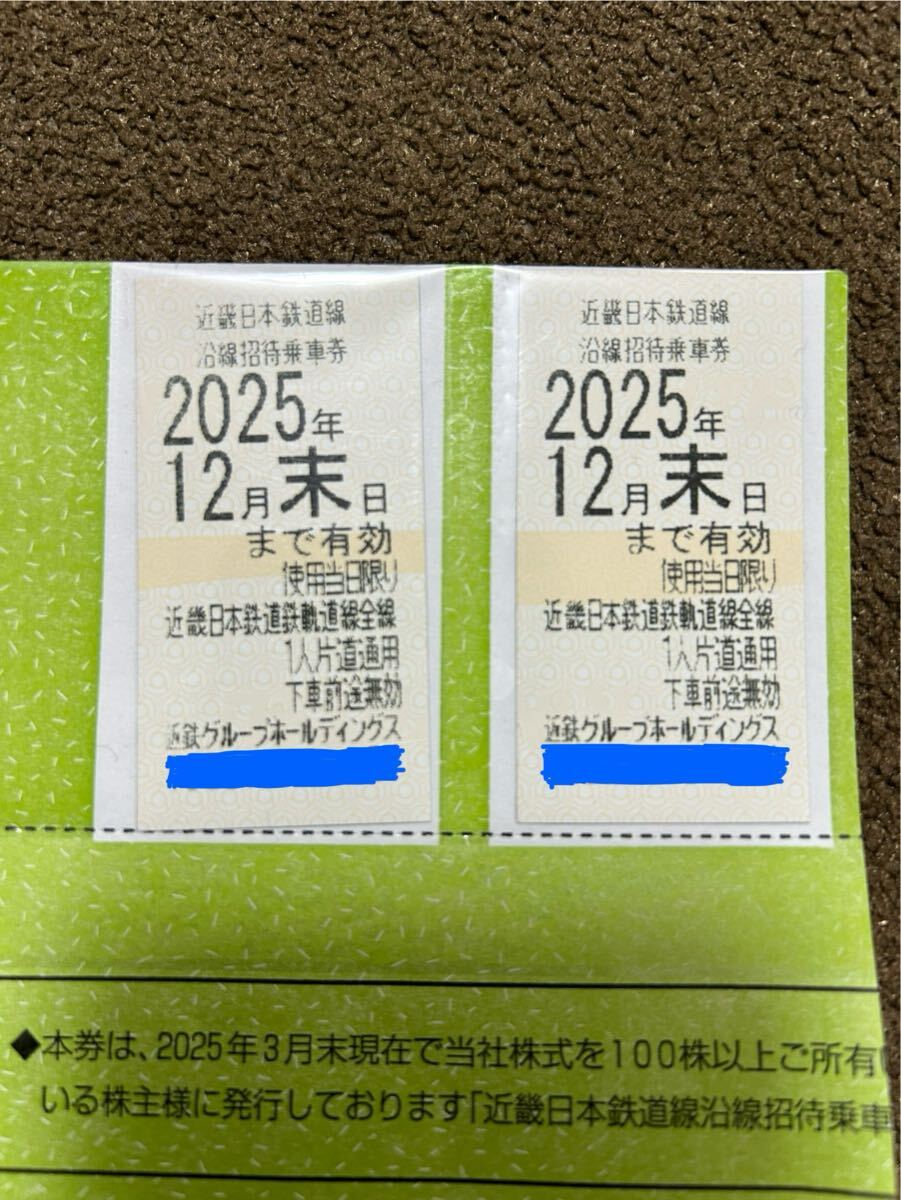 近畿日本鉄道線
沿線招待乗車券
2025年
12月末日
まで有効
使用当日限り
近畿日本鉄道鉄軌道線全線
1人片道通用
下車前途無効
近鉄グループホールディングス
近畿日本鉄道線
沿線招待乗車券
2025年
12月末日
まで有効
使用当日限り
近畿日本鉄道鉄軌道線全線
1人片道通用
下車前途無効
近鉄グループホールディングス
◆本券は、2025年3月末現在で当社株式を100株以上ご所有
いる株主様に発行しております「近畿日本鉄道線沿線招待乗車